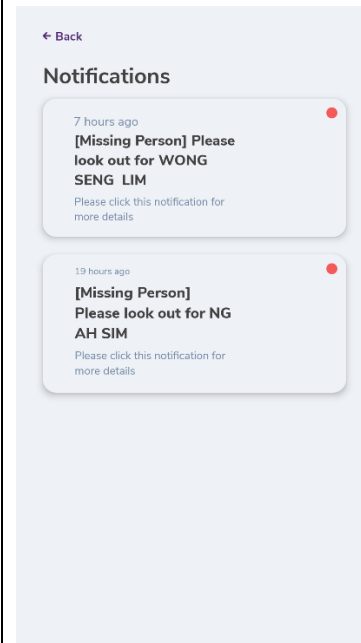 ← Back
Notifications
7 hours ago
[Missing Person] Please
look out for WONG
SENG LIM
Please click this notification for
more details
19 hours ago
[Missing Person]
Please look out for NG
AH SIM
Please click this notification for
more details